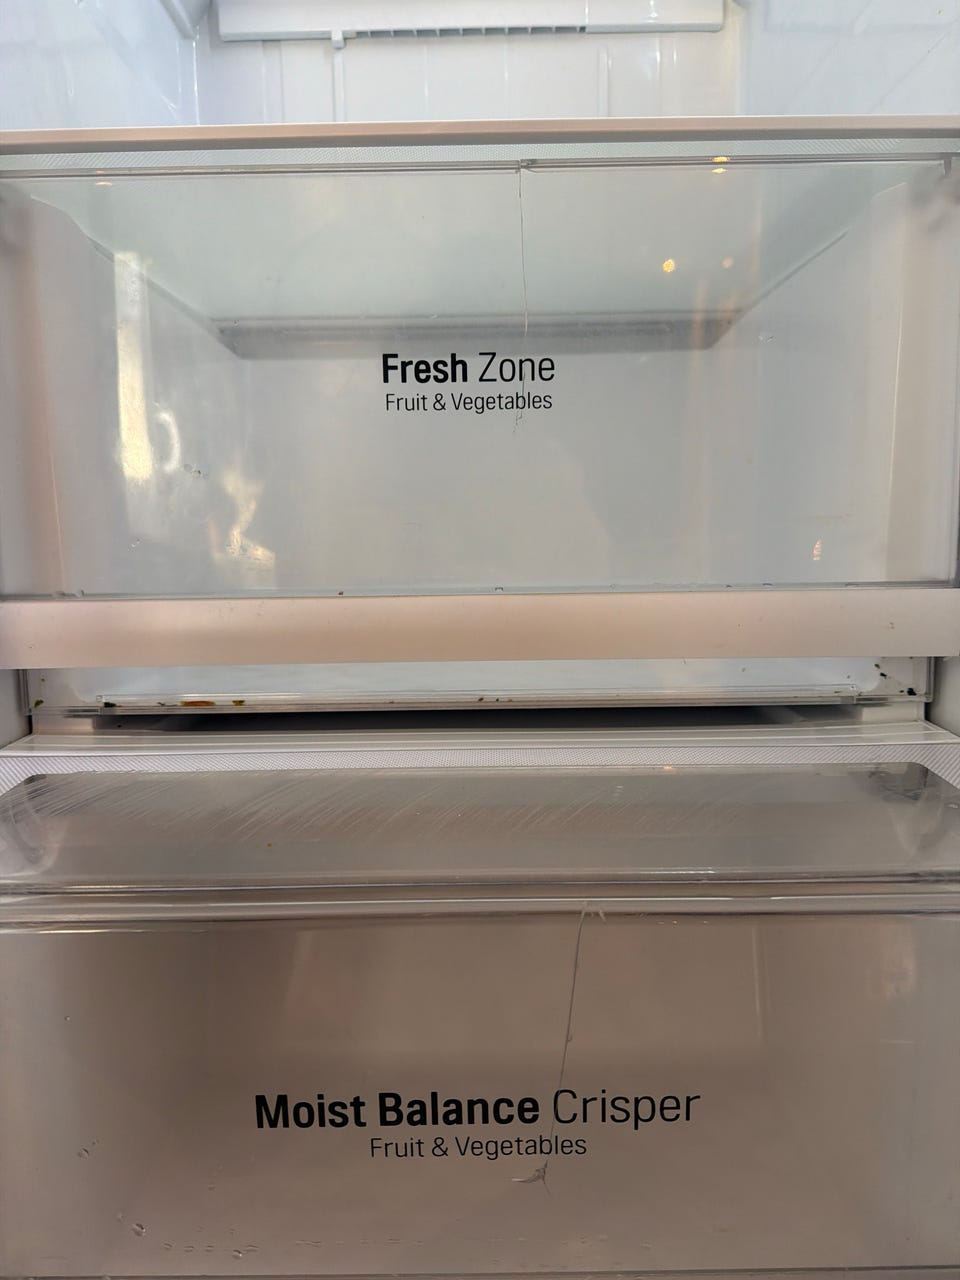 Fresh Zone
Fruit & Vegetables
Moist Balance Crisper
Fruit & Vegetables